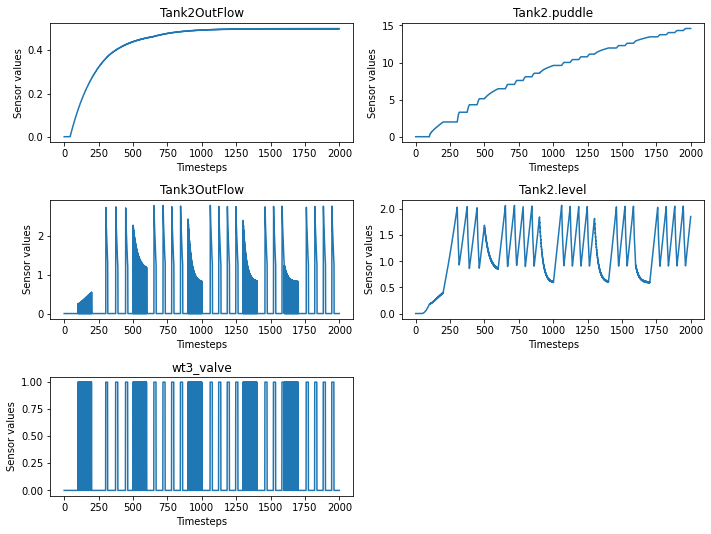 Tank2OutFlow
Tank2.puddle
Sensor values
0.4
0.2
0.0
0 250 500 750 1000 1250 1500 1750 2000
Timesteps
Sensor values
15
10
5
0
0 250 500 750 1000 1250 1500 1750 2000
Timesteps
Tank3OutFlow
Tank2.level
Sensor values
2
1
0
0 250 500 750 1000 1250 1500 1750 2000
Timesteps
Sensor values
2.0
1.5
1.0
0.5
0.0
0 250 500 750 1000 1250 1500 1750 2000
Timesteps
wt3_valve
Sensor values
1.00
0.75
0.50
0.25
0.00
0 250 500 750 1000 1250 1500 1750 2000
Timesteps